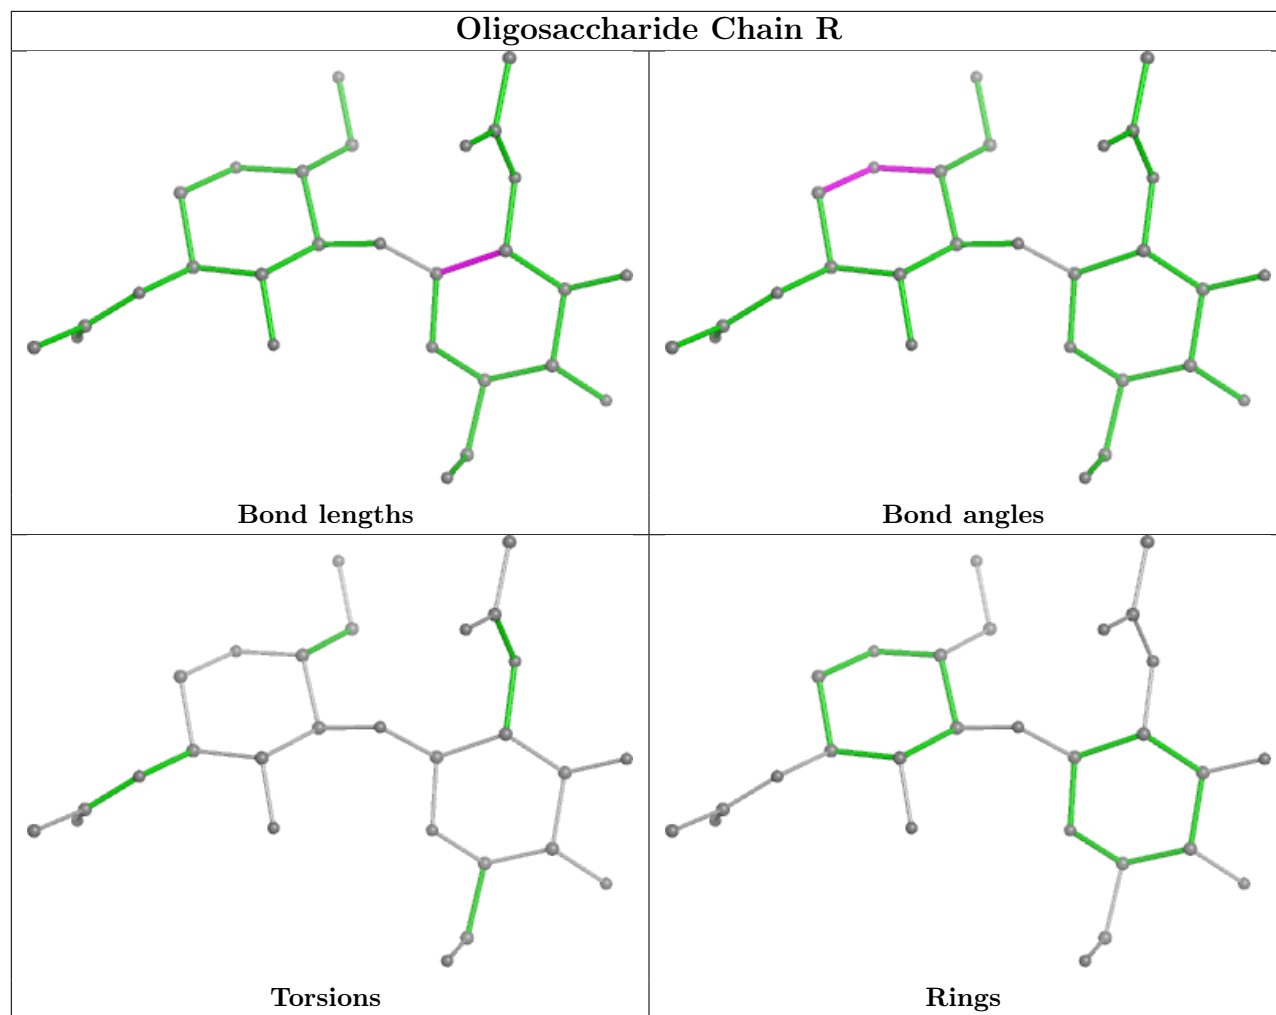 Oligosaccharide Chain R
Bond lengths
Bond angles
Torsions
Rings